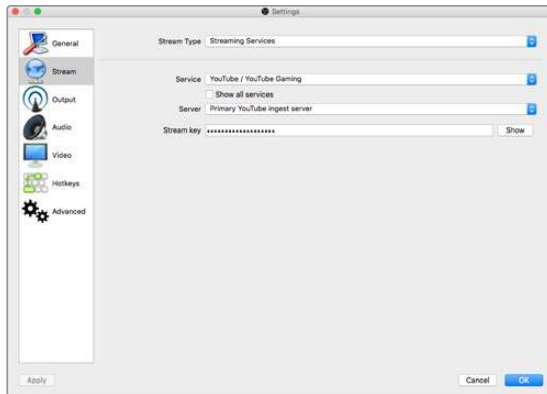 Settings
General
Stream
Output
Audio
Video
Hotkeys
Advanced
Stream Type Streaming Services
Service YouTube / YouTube Gaming
Show all services
Server Primary YouTube ingest server
Stream key ••••••••••••••••••• Show
Apply Cancel OK